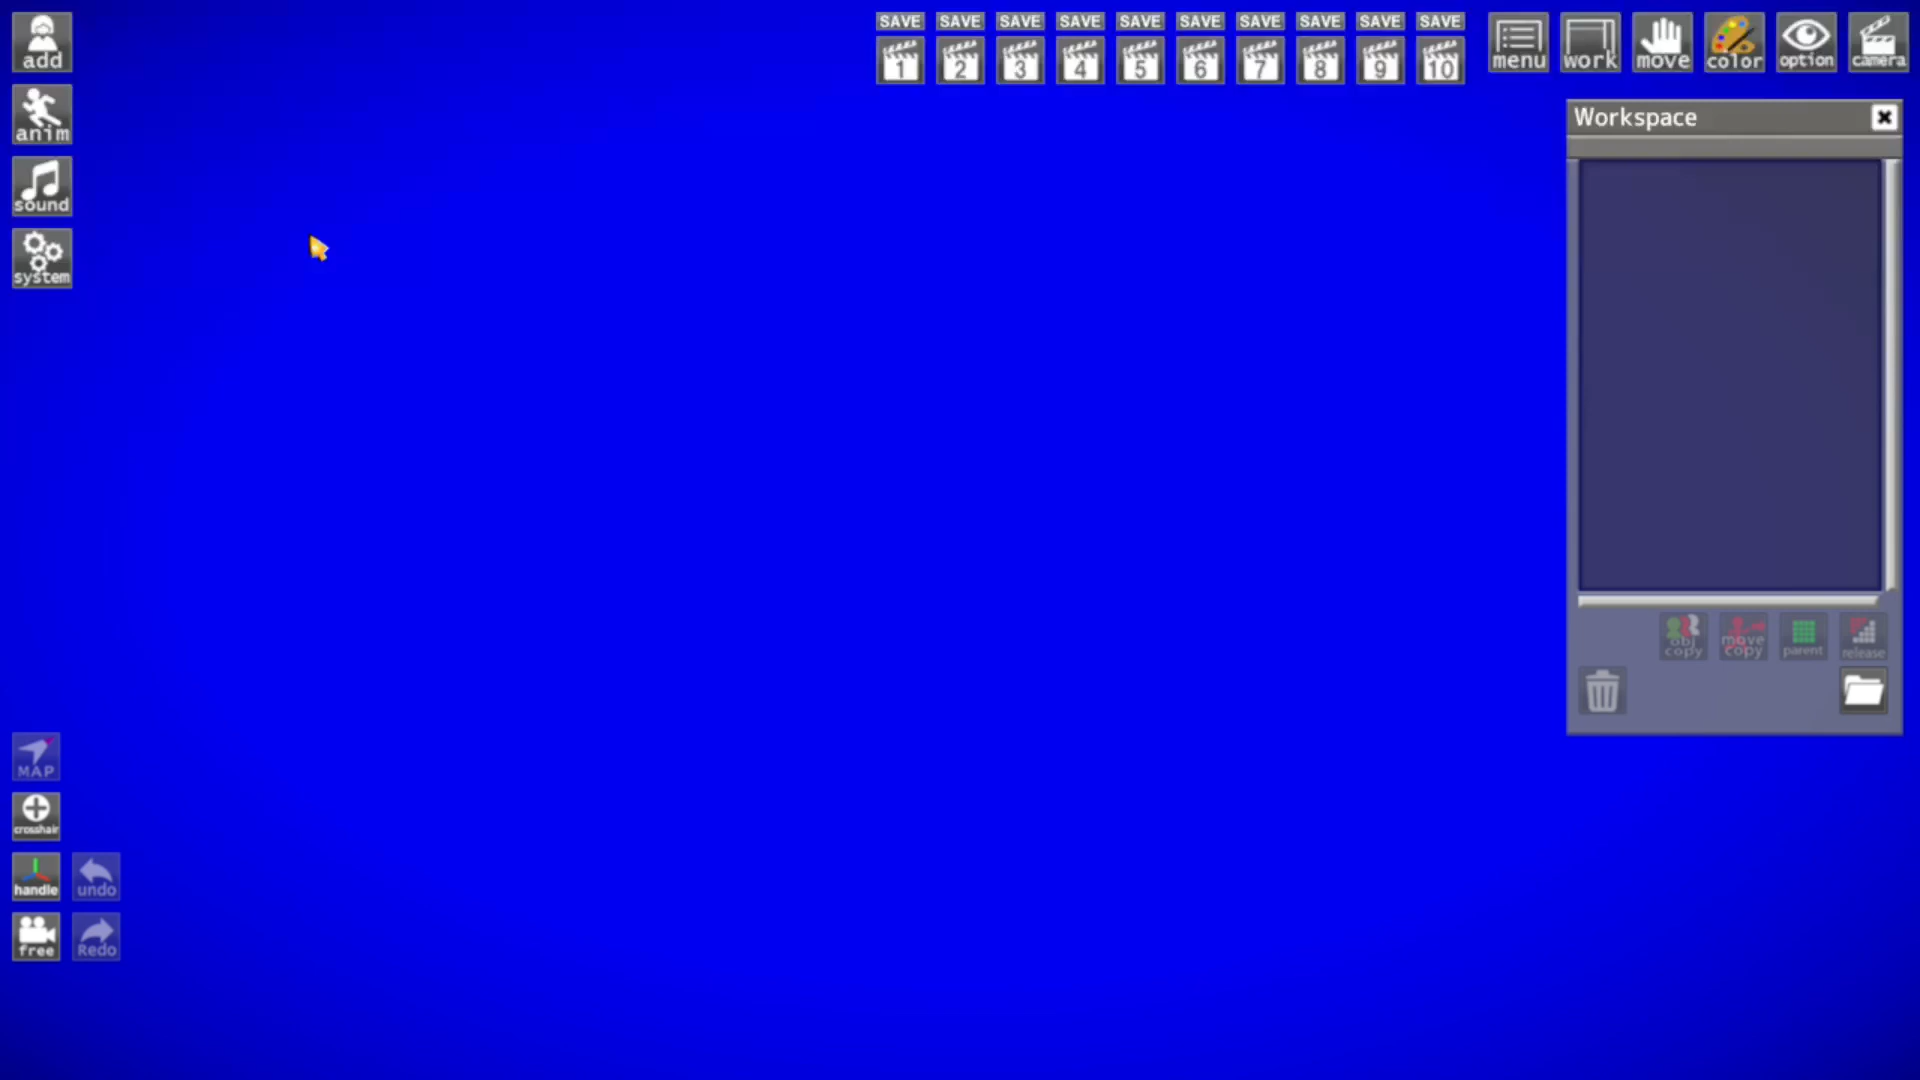 add
anim
sound
system
SAVE SAVE SAVE SAVE SAVE SAVE SAVE SAVE SAVE SAVE
1 2 3 4 5 6 7 8 9 10
menu work move color option camera
Workspace
obj copy
move copy
parent
release
MAP
crosshair
handle undo
free Redo